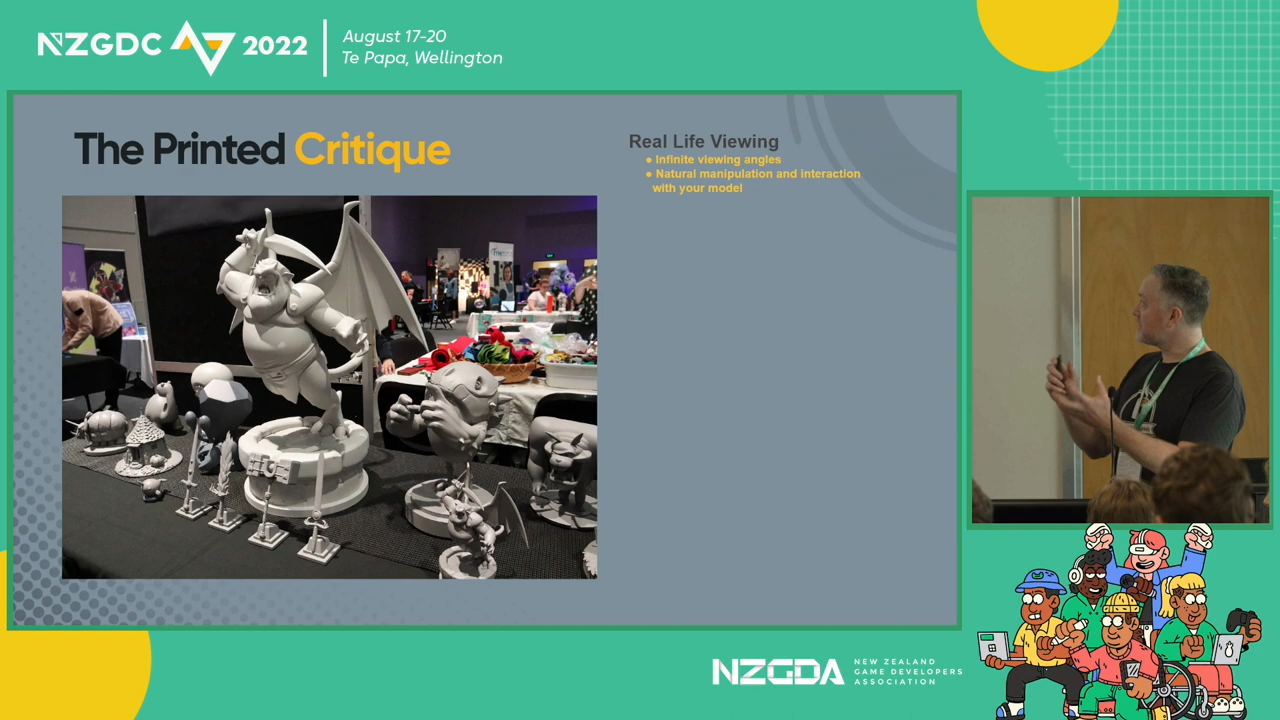 NZGDC 2022
August 17-20
Te Papa, Wellington
The Printed Critique
Real Life Viewing
• Infinite viewing angles
• Natural manipulation and interaction
with your model
NZGDA
NEW ZEALAND
GAME DEVELOPERS
ASSOCIATION